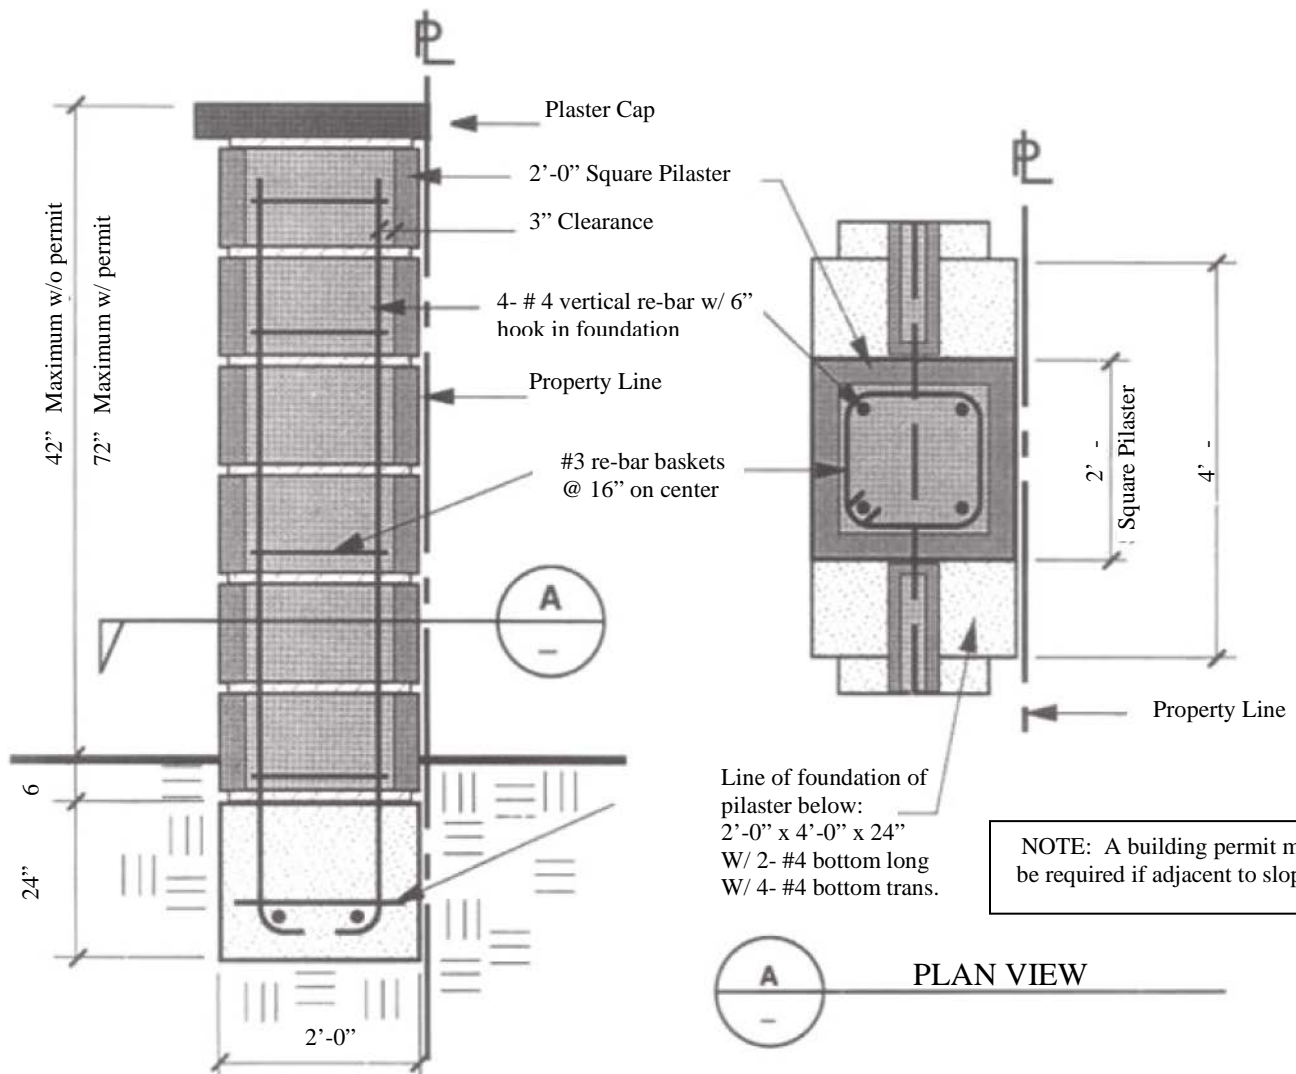 PL
Plaster Cap
2’-0” Square Pilaster
3” Clearance
4- # 4 vertical re-bar w/ 6”
hook in foundation
Property Line
#3 re-bar baskets
@ 16” on center
42” Maximum w/o permit
72” Maximum w/ permit
6
24”
2’-0”
A
–
PL
2’ -
Square Pilaster
4’ -
Property Line
Line of foundation of
pilaster below:
2’-0” x 4’-0” x 24”
W/ 2- #4 bottom long
W/ 4- #4 bottom trans.
NOTE: A building permit m
be required if adjacent to slop
A
–
PLAN VIEW